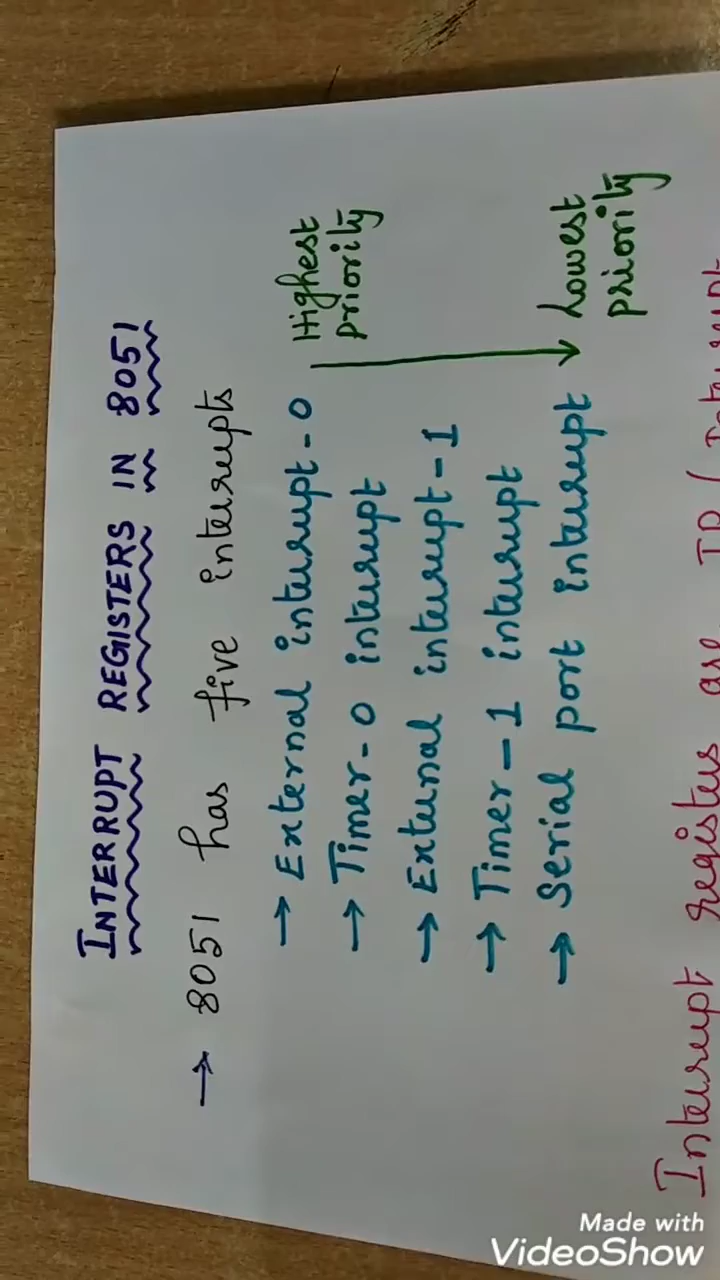 INTERRUPT REGISTERS IN 8051
→ 8051 has five interrupts
→ External interrupt-0 Highest priority
→ Timer-0 interrupt
→ External interrupt-1
→ Timer-1 interrupt
→ Serial port interrupt Lowest priority
Interrupt registers are
Made with
VideoShow